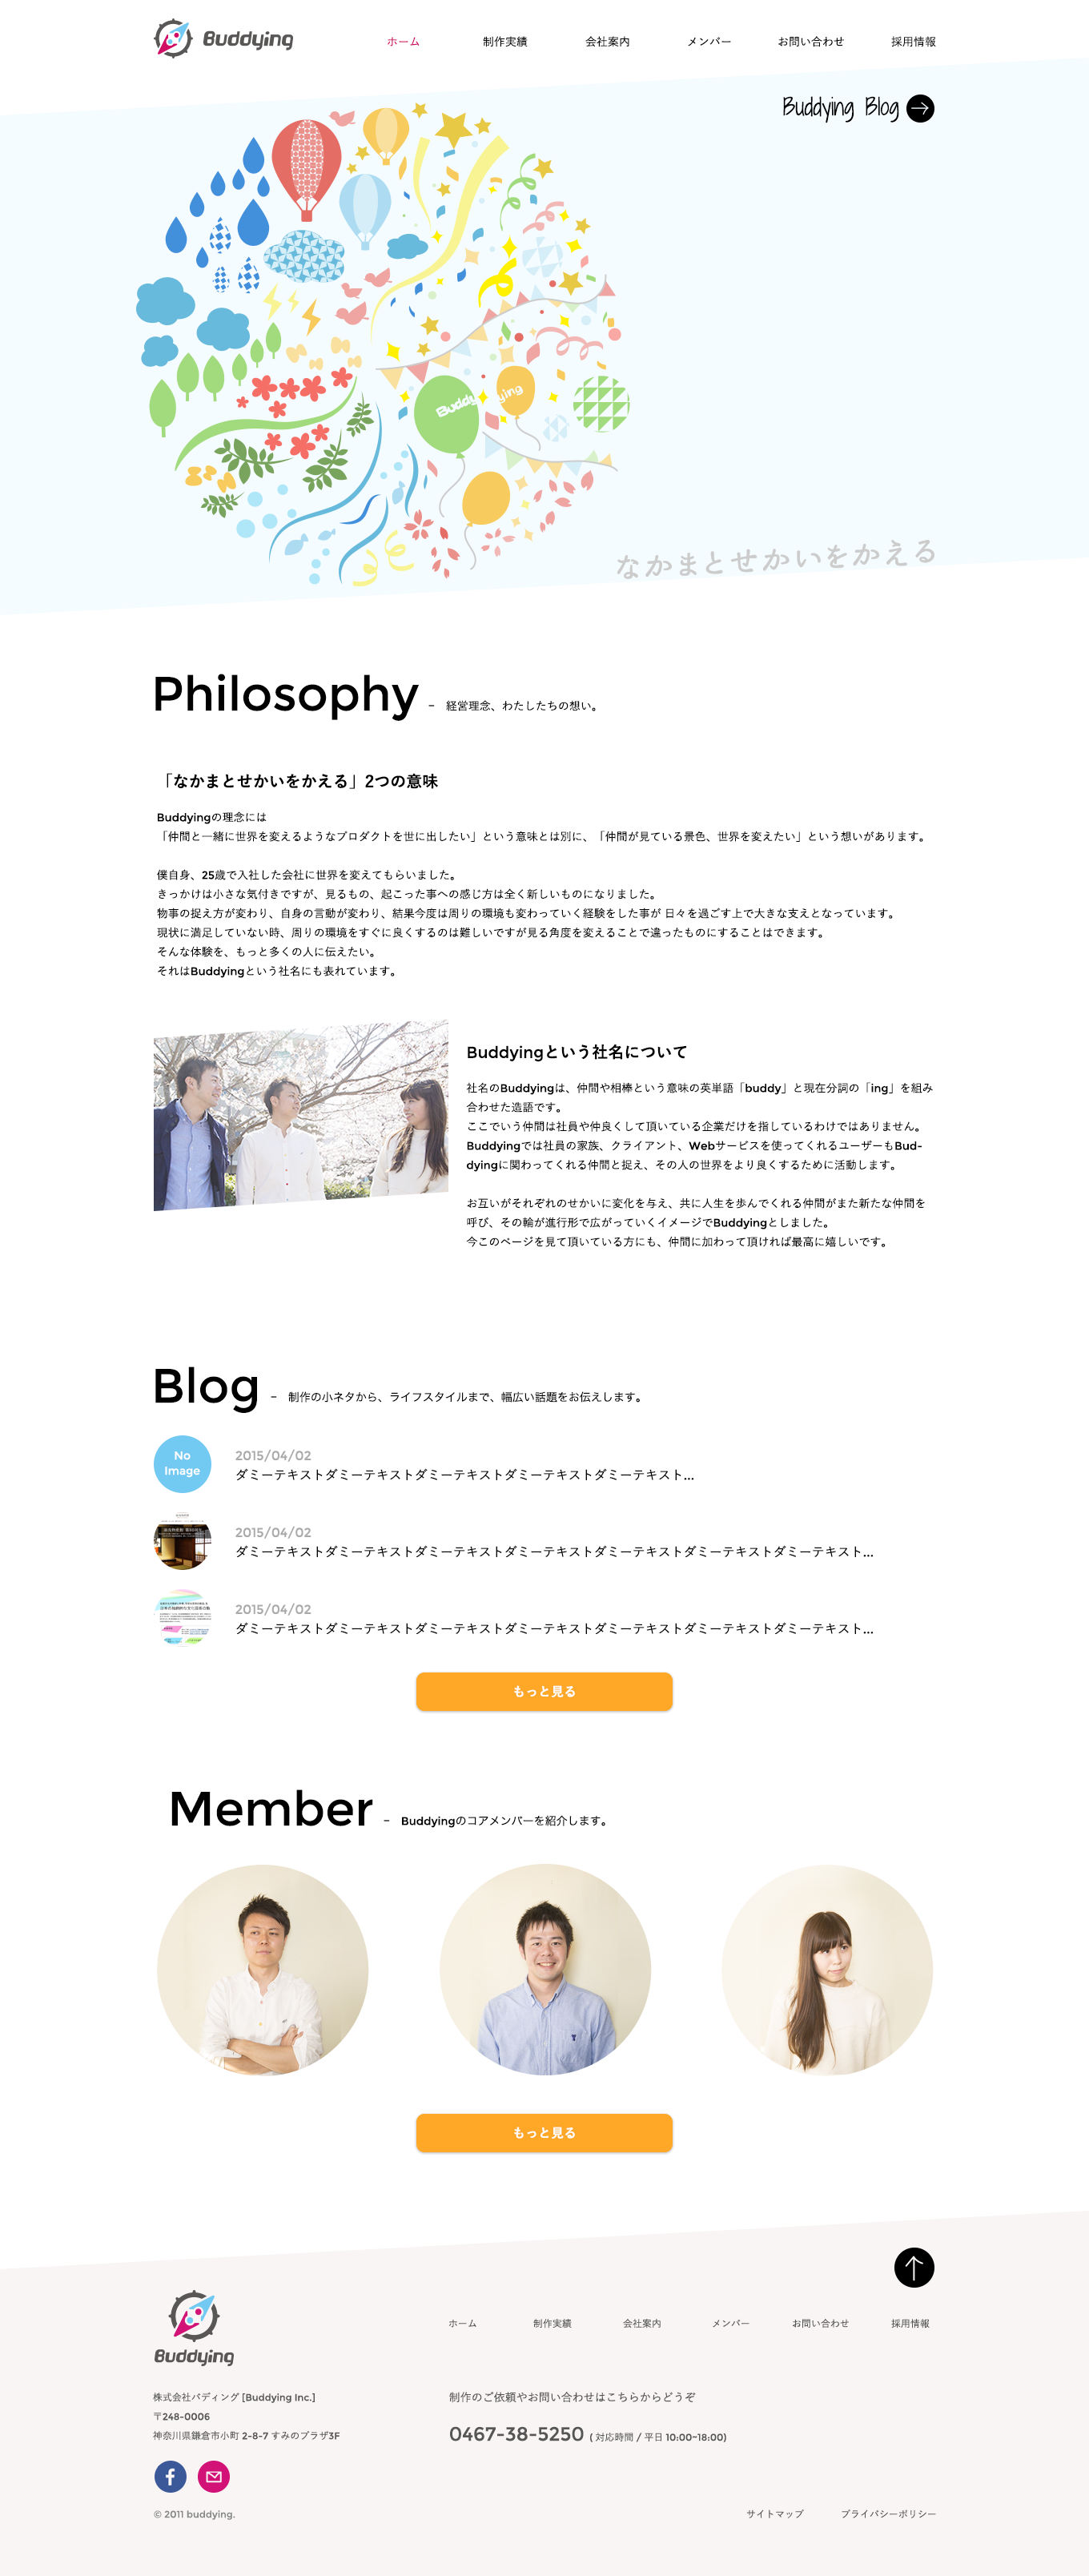 Buddying
ホーム 制作実績 会社案内 メンバー お問い合わせ 採用情報
Buddying Blog
Buddying
なかまとせかいをかえる
Philosophy － 経営理念、わたしたちの想い。
「なかまとせかいをかえる」2つの意味
Buddyingの理念には
「仲間と一緒に世界を変えるようなプロダクトを世に出したい」という意味とは別に、「仲間が見ている景色、世界を変えたい」という想いがあります。
僕自身、25歳で入社した会社に世界を変えてもらいました。
きっかけは小さな気付きですが、見るもの、起こった事への感じ方は全く新しいものになりました。
物事の捉え方が変わり、自身の言動が変わり、結果今度は周りの環境も変わっていく経験をした事が 日々を過ごす上で大きな支えとなっています。
現状に満足していない時、周りの環境をすぐに良くするのは難しいですが見る角度を変えることで違ったものにすることはできます。
そんな体験を、もっと多くの人に伝えたい。
それはBuddyingという社名にも表れています。
Buddyingという社名について
社名のBuddyingは、仲間や相棒という意味の英単語「buddy」と現在分詞の「ing」を組み
合わせた造語です。
ここでいう仲間は社員や仲良くして頂いている企業だけを指しているわけではありません。
Buddyingでは社員の家族、クライアント、Webサービスを使ってくれるユーザーもBud-
dyingに関わってくれる仲間と捉え、その人の世界をより良くするために活動します。
お互いがそれぞれのせかいに変化を与え、共に人生を歩んでくれる仲間がまた新たな仲間を
呼び、その輪が進行形で広がっていくイメージでBuddyingとしました。
今このページを見て頂いている方にも、仲間に加わって頂ければ最高に嬉しいです。
Blog － 制作の小ネタから、ライフスタイルまで、幅広い話題をお伝えします。
No
Image
2015/04/02
ダミーテキストダミーテキストダミーテキストダミーテキストダミーテキスト...
2015/04/02
ダミーテキストダミーテキストダミーテキストダミーテキストダミーテキストダミーテキストダミーテキスト...
2015/04/02
ダミーテキストダミーテキストダミーテキストダミーテキストダミーテキストダミーテキストダミーテキスト...
もっと見る
Member － Buddyingのコアメンバーを紹介します。
もっと見る
Buddying
ホーム 制作実績 会社案内 メンバー お問い合わせ 採用情報
株式会社バディング [Buddying Inc.]
〒248-0006
神奈川県鎌倉市小町 2-8-7 すみのプラザ3F
制作のご依頼やお問い合わせはこちらからどうぞ
0467-38-5250 ( 対応時間 / 平日 10:00~18:00)
© 2011 buddying.
サイトマップ プライバシーポリシー